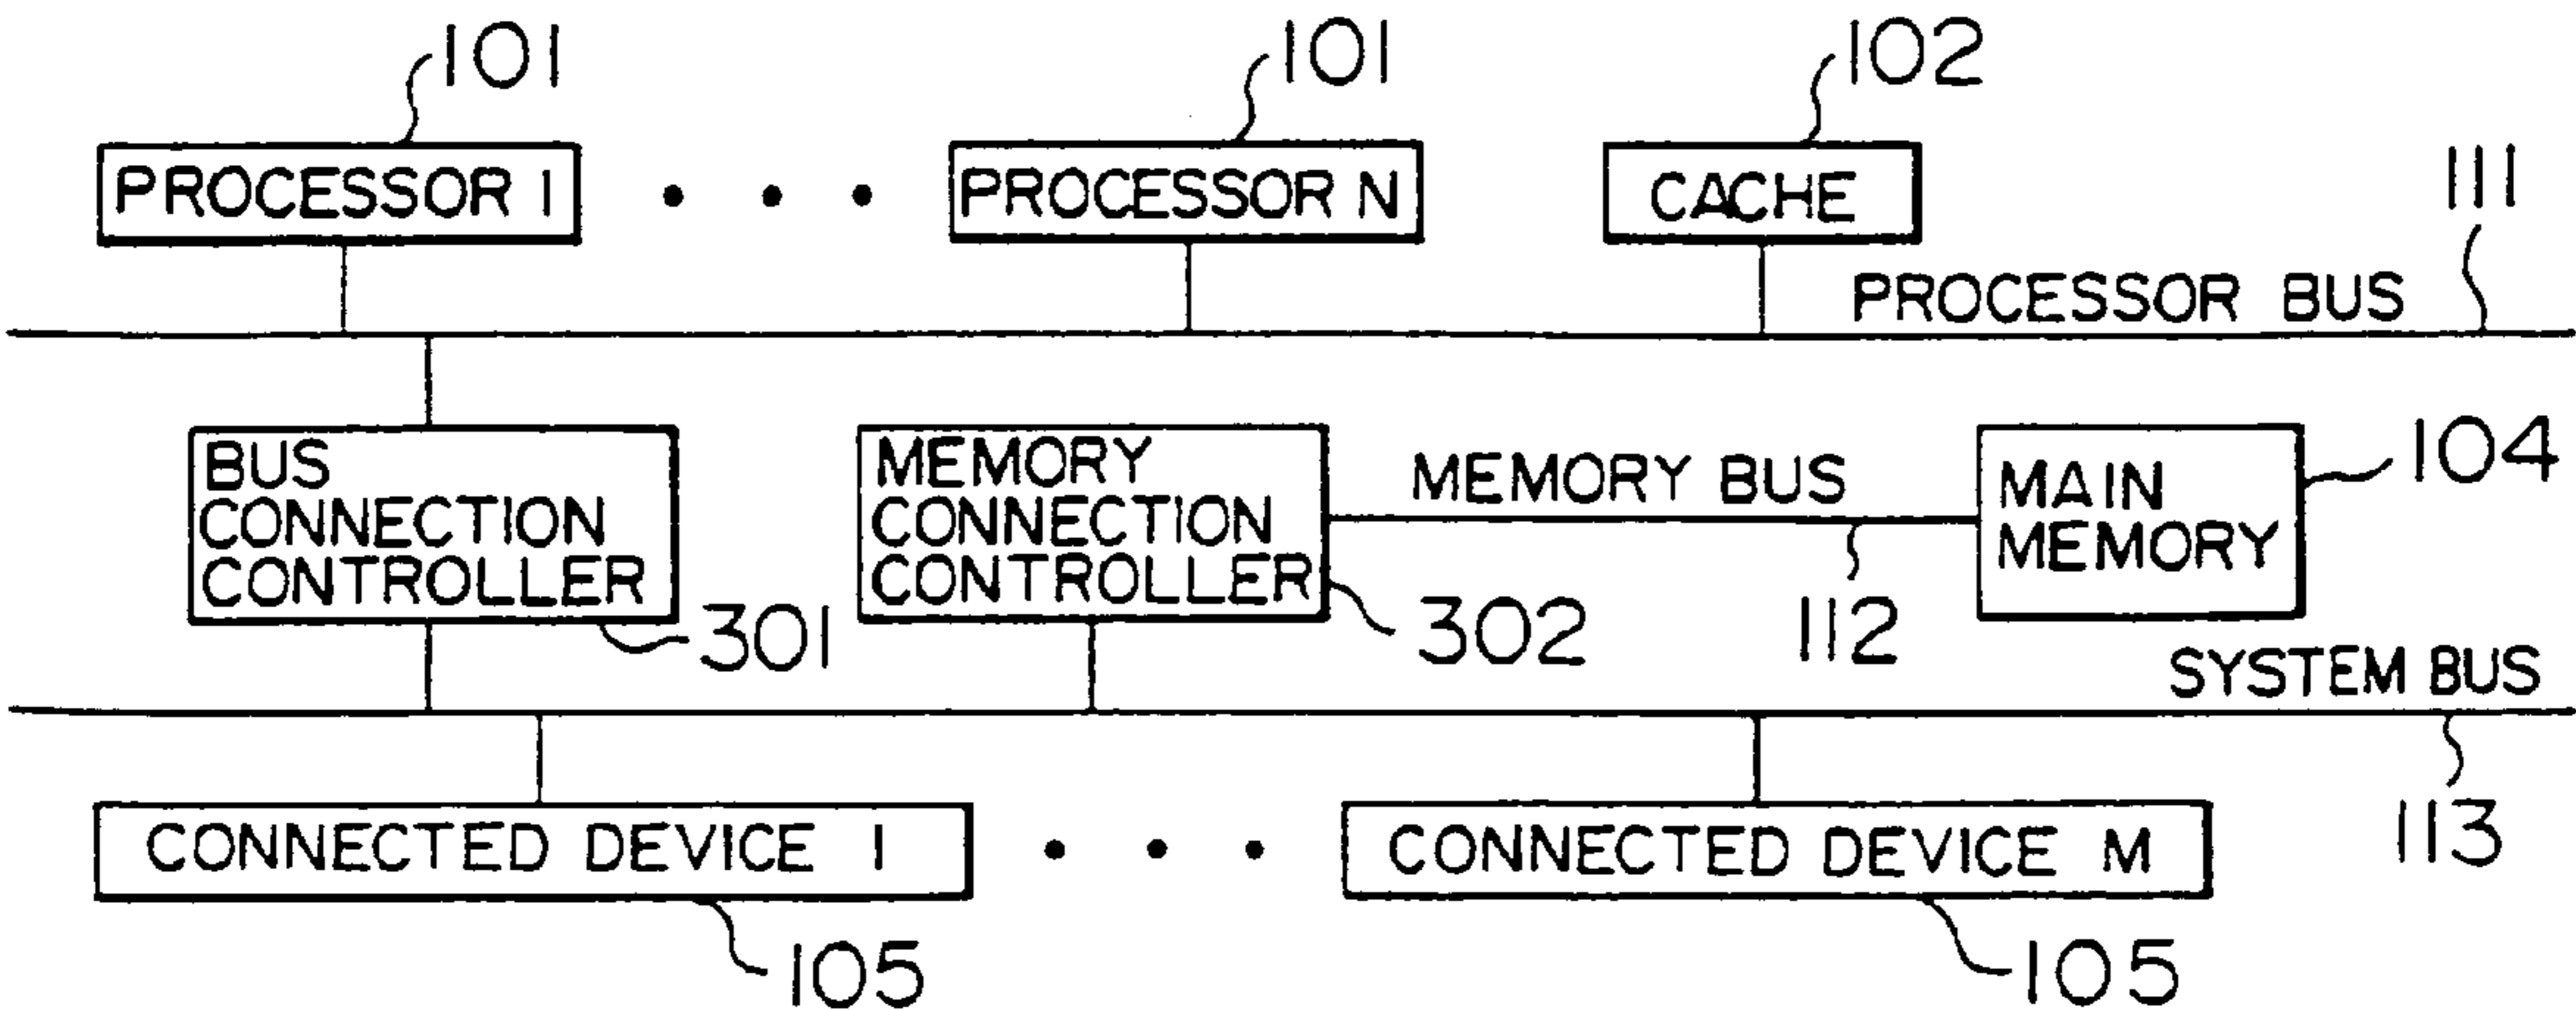 101
101
102
PROCESSOR 1
PROCESSOR N
CACHE
111
PROCESSOR BUS
BUS
CONNECTION
CONTROLLER
301
MEMORY
CONNECTION
CONTROLLER
302
MEMORY BUS
112
MAIN
MEMORY
104
SYSTEM BUS
113
CONNECTED DEVICE 1
CONNECTED DEVICE M
105
105